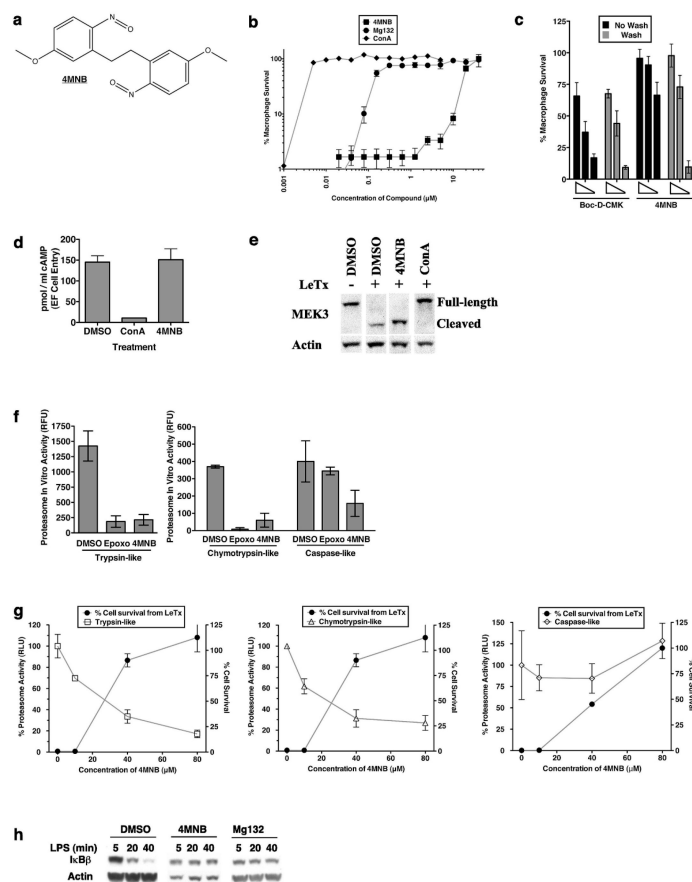 a
O
N
O
O
N
O
4MNB
b
4MNB
Mg132
ConA
% Macrophage Survival
100
10
1
0.001
0.01
0.1
1
10
Concentration of Compound (µM)
c
No Wash
Wash
% Macrophage Survival
100
75
50
25
0
Boc-D-CMK
4MNB
d
pmol / ml cAMP
(EF Cell Entry)
200
150
100
50
0
DMSO ConA 4MNB
Treatment
e
DMSO DMSO 4MNB ConA
LeTx - + + +
MEK3
Full-length
Cleaved
Actin
f
Proteasome In Vitro Activity (RFU)
1750
1500
1250
1000
750
500
250
0
DMSO Epoxo 4MNB
Trypsin-like
Proteasome In Vitro Activity (RFU)
600
500
400
300
200
100
0
DMSO Epoxo 4MNB DMSO Epoxo 4MNB
Chymotrypsin-like Caspase-like
g
% Cell survival from LeTx
Trypsin-like
% Proteasome Activity (RLU)
120
100
80
60
40
20
0
125
100
75
50
25
0
% Cell Survival
0 20 40 60 80
Concentration of 4MNB (µM)
% Cell survival from LeTx
Chymotrypsin-like
% Proteasome Activity (RLU)
120
100
80
60
40
20
0
125
100
75
50
25
0
% Cell Survival
0 20 40 60 80
Concentration of 4MNB (µM)
% Cell survival from LeTx
Caspase-like
% Proteasome Activity (RLU)
150
125
100
75
50
25
0
125
100
75
50
25
0
% Cell Survival
0 20 40 60 80
Concentration of 4MNB (µM)
h
DMSO 4MNB Mg132
LPS (min) 5 20 40 5 20 40 5 20 40
IκBβ
Actin